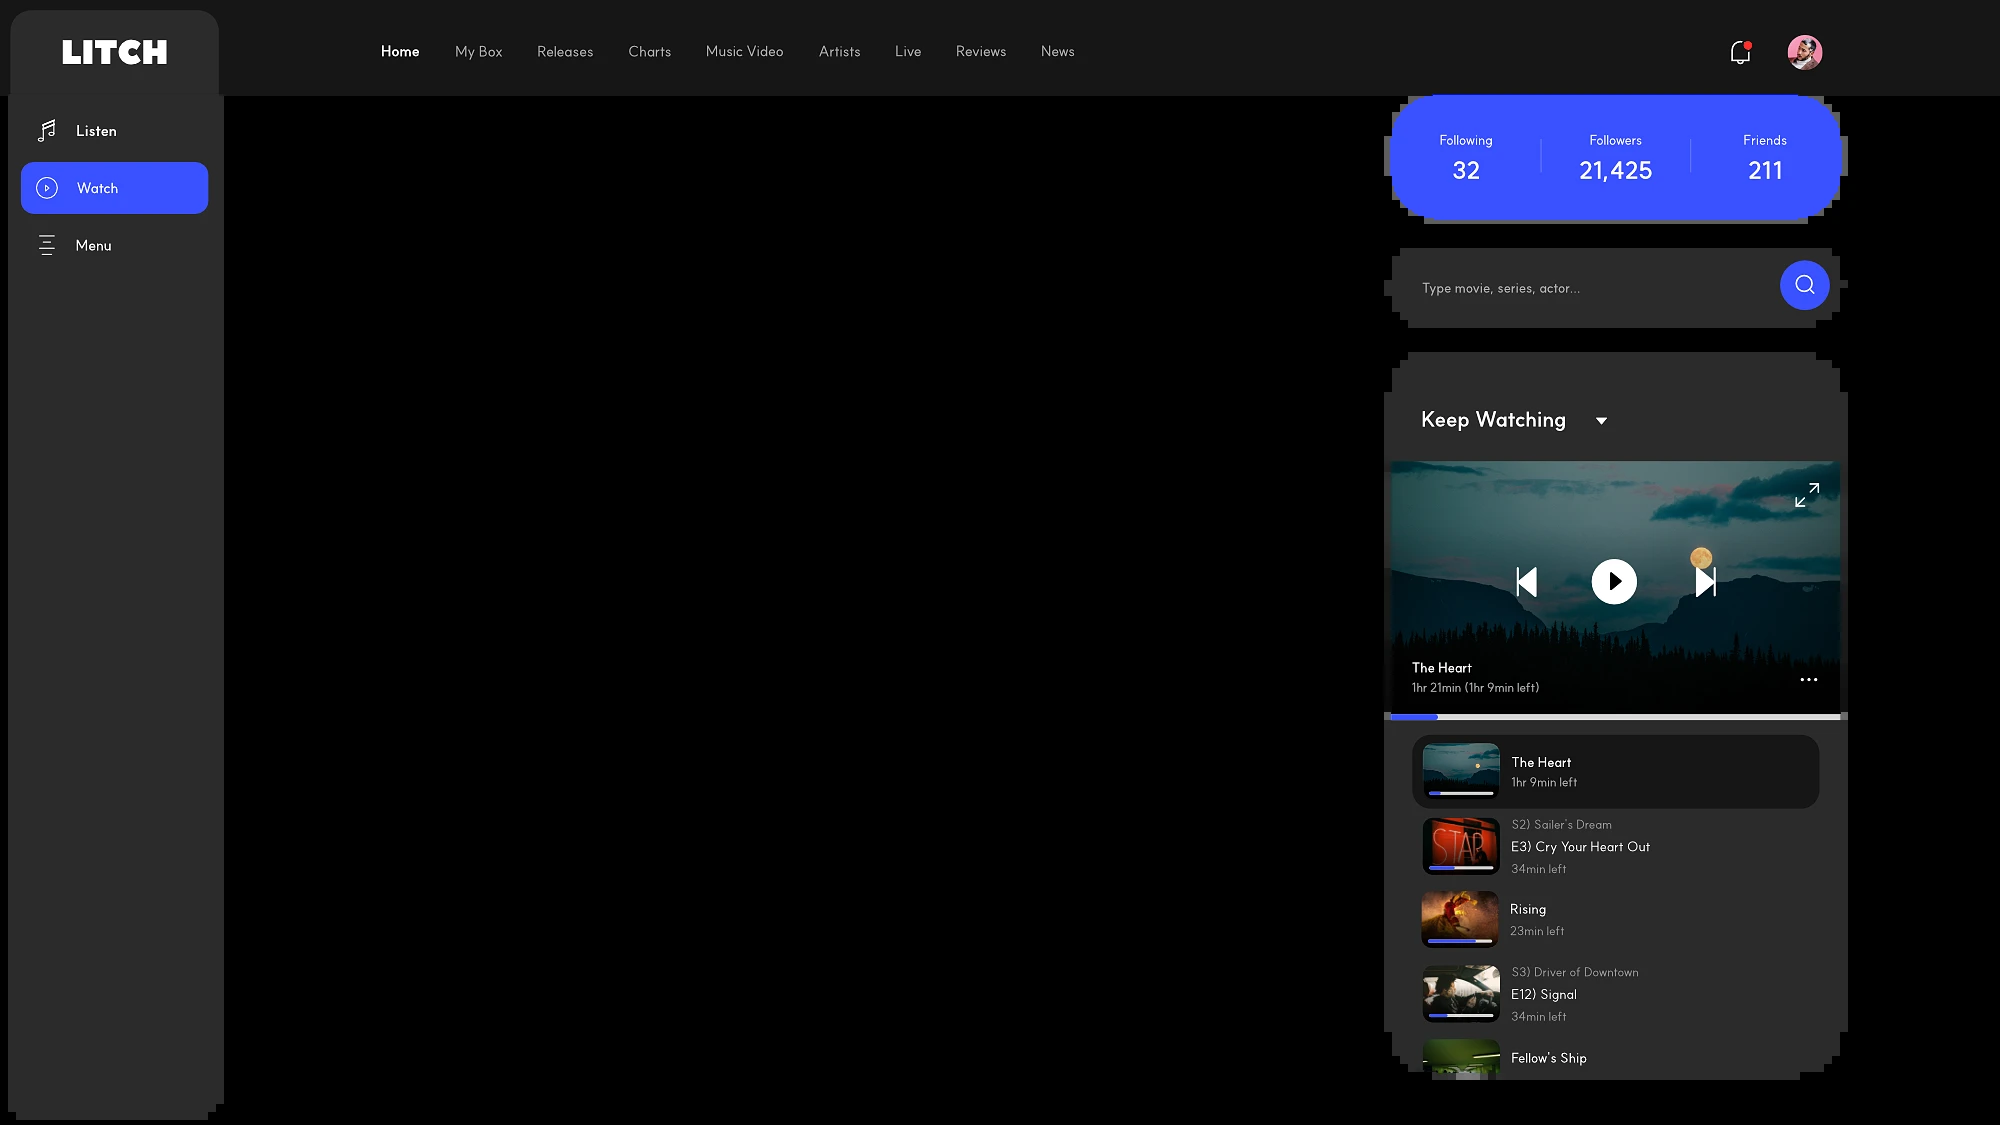 LITCH
Home
My Box
Releases
Charts
Music Video
Artists
Live
Reviews
News
Listen
Watch
Menu
Following
32
Followers
21,425
Friends
211
Type movie, series, actor...
Keep Watching
The Heart
1hr 21min (1hr 9min left)
The Heart
1hr 9min left
STAR
S2) Sailer's Dream
E3) Cry Your Heart Out
34min left
Rising
23min left
S3) Driver of Downtown
E12) Signal
34min left
Fellow's Ship